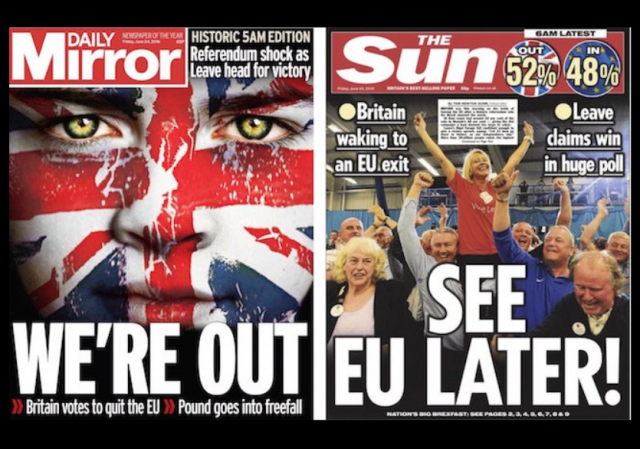 DAILY
Mirror
NEWSPAPER OF THE YEAR
HISTORIC 5AM EDITION
Referendum shock as
Leave head for victory
WE'RE OUT
» Britain votes to quit the EU » Pound goes into freefall
THE
Sun
6AM LATEST
OUT
52%
IN
48%
BRITAIN'S BEST-SELLING PAPER
Britain
waking to
an EU exit
Leave
claims win
in huge poll
SEE
EU LATER!
NATION'S BIG BREXFAST: SEE PAGES 2, 3, 4, 5, 6, 7, 8 & 9